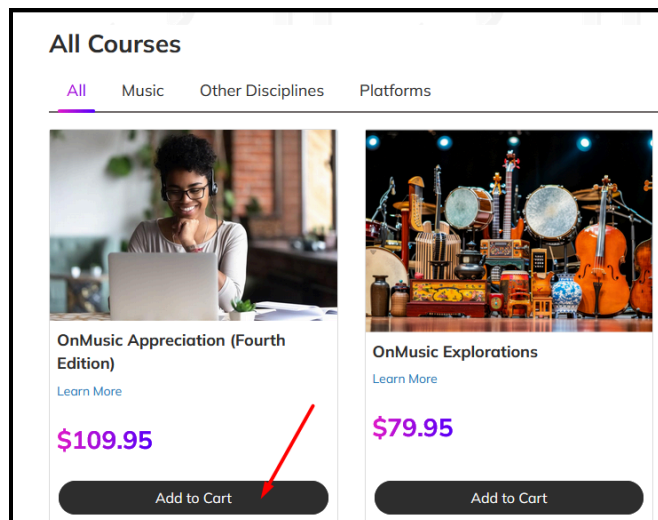 All Courses
All Music Other Disciplines Platforms
OnMusic Appreciation (Fourth
Edition)
Learn More
$109.95
Add to Cart
OnMusic Explorations
Learn More
$79.95
Add to Cart